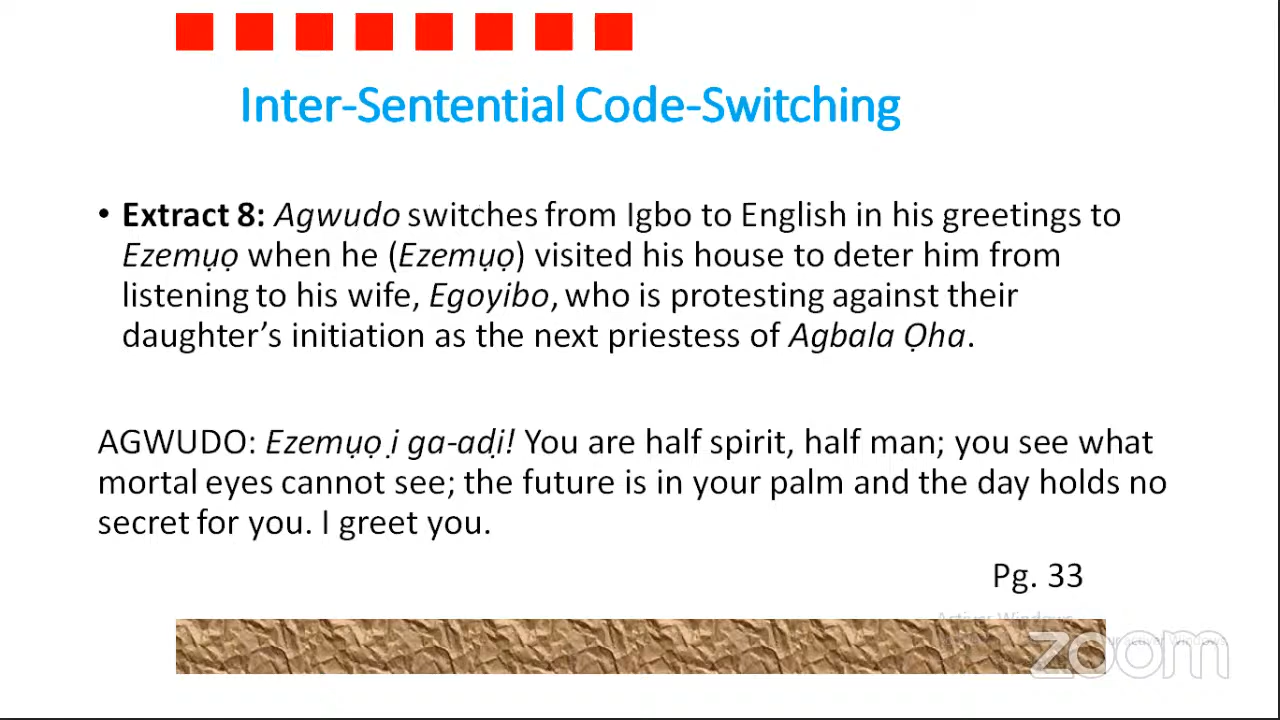 Inter-Sentential Code-Switching
• Extract 8: Agwudo switches from Igbo to English in his greetings to
Ezemụọ when he (Ezemụọ) visited his house to deter him from
listening to his wife, Egoyibo, who is protesting against their
daughter's initiation as the next priestess of Agbala Ọha.
AGWUDO: Ezemụọ ị ga-adị! You are half spirit, half man; you see what
mortal eyes cannot see; the future is in your palm and the day holds no
secret for you. I greet you.
Pg. 33
zoom